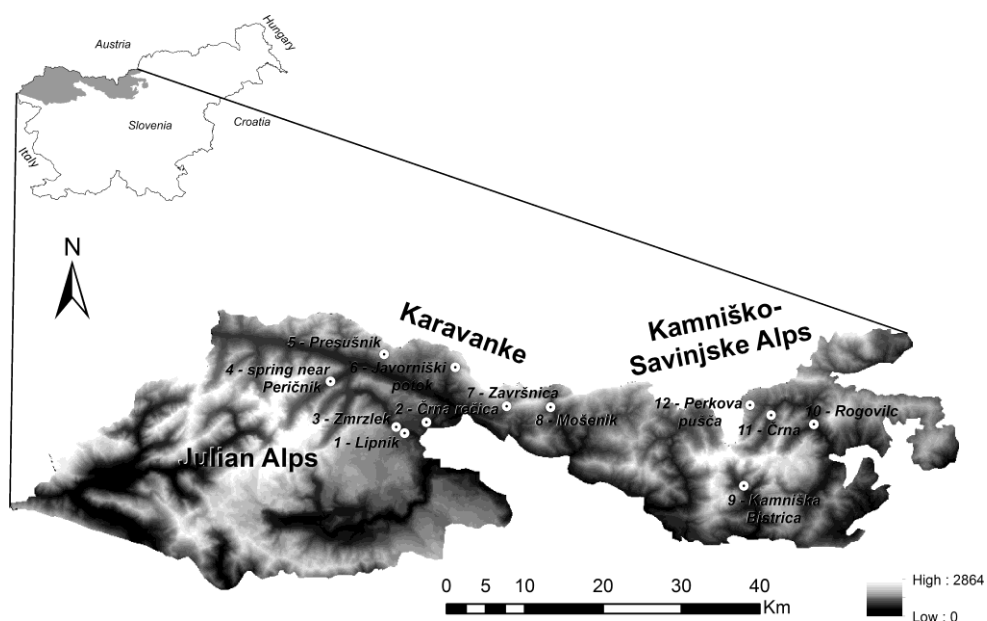 Austria
Hungary
Slovenia
Croatia
Italy
N
Karavanke
Kamniško-
Savinjske Alps
5 - Presušnik
4 - spring near
Peričnik
6 - Javorniški
potok
7 - Završnica
3 - Zmrzlek
2 - Črna rečica
8 - Mošenik
1 - Lipnik
12 - Perkova
pušča
10 - Rogovilc
11 - Črna
Julian Alps
9 - Kamniška
Bistrica
0 5 10 20 30 40
Km
High : 2864
Low : 0